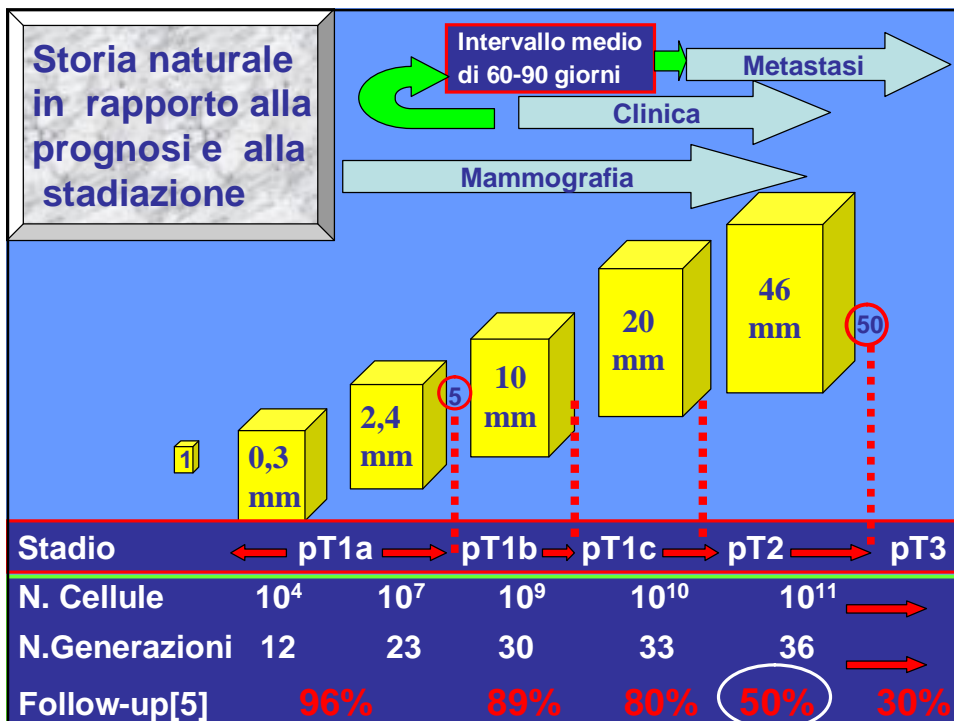 Storia naturale
in rapporto alla
prognosi e alla
stadiazione
Intervallo medio
di 60-90 giorni
Metastasi
Clinica
Mammografia
1
0,3
mm
2,4
mm
5
10
mm
20
mm
46
mm
50
Stadio pT1a pT1b pT1c pT2 pT3
N. Cellule 10⁴ 10⁷ 10⁹ 10¹⁰ 10¹¹
N.Generazioni 12 23 30 33 36
Follow-up[5] 96% 89% 80% 50% 30%